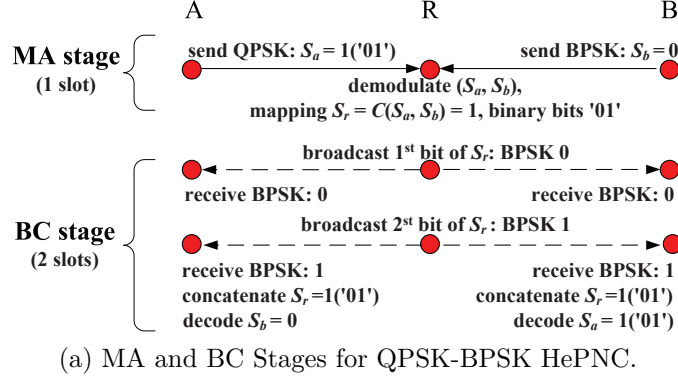 A R B
MA stage
(1 slot)
send QPSK: Sa = 1('01') send BPSK: Sb = 0
demodulate (Sa, Sb),
mapping Sr = C(Sa, Sb) = 1, binary bits '01'
BC stage
(2 slots)
broadcast 1st bit of Sr: BPSK 0
receive BPSK: 0 receive BPSK: 0
broadcast 2st bit of Sr: BPSK 1
receive BPSK: 1 receive BPSK: 1
concatenate Sr =1('01') concatenate Sr =1('01')
decode Sb = 0 decode Sa = 1('01')
(a) MA and BC Stages for QPSK-BPSK HePNC.